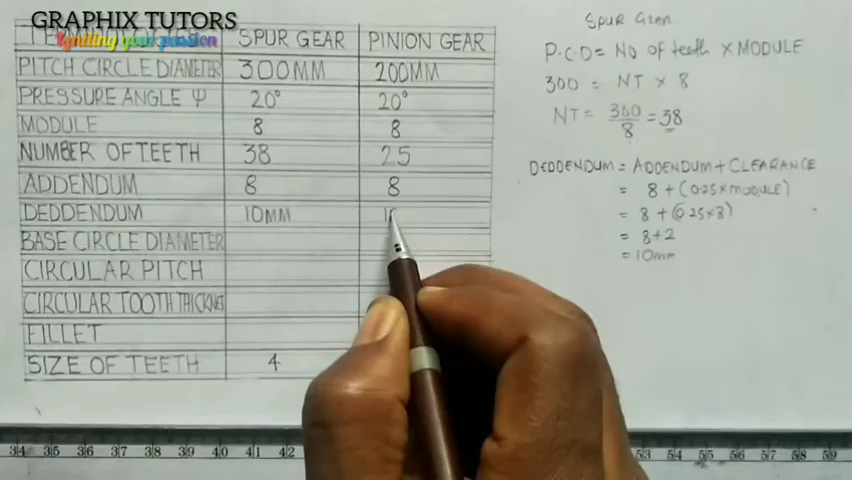 GRAPHIX TUTORS
Igniting your passion
SPUR GEAR PINION GEAR
PITCH CIRCLE DIAMETER 300MM 200MM
PRESSURE ANGLE Ψ 20° 20°
MODULE 8 8
NUMBER OF TEETH 38 25
ADDENDUM 8 8
DEDDENDUM 10MM 10
BASE CIRCLE DIAMETER
CIRCULAR PITCH
CIRCULAR TOOTH THICKNES
FILLET
SIZE OF TEETH 4
SPUR Gear
P.C.D = NO of teeth X MODULE
300 = NT × 8
NT = 300/8 = 38
DEDDENDUM = ADDENDUM + CLEARANCE
= 8 + (0.25 × MODULE)
= 8 + (0.25 × 8)
= 8 + 2
= 10mm
34 35 36 37 38 39 40 41 42 53 54 55 56 57 58 59